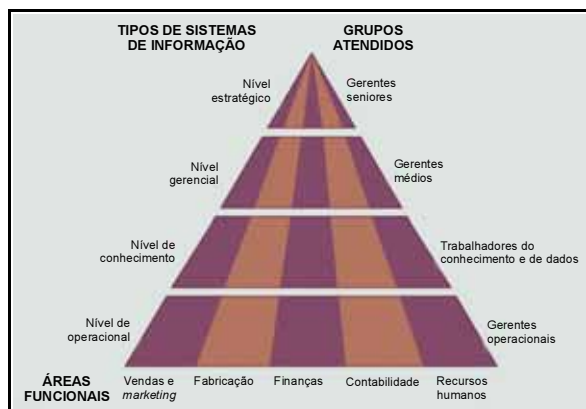 TIPOS DE SISTEMAS
DE INFORMAÇÃO
GRUPOS
ATENDIDOS
Nível
estratégico
Gerentes
seniores
Nível
gerencial
Gerentes
médios
Nível de
conhecimento
Trabalhadores do
conhecimento e de dados
Nível de
operacional
Gerentes
operacionais
ÁREAS
FUNCIONAIS
Vendas e
marketing
Fabricação
Finanças
Contabilidade
Recursos
humanos